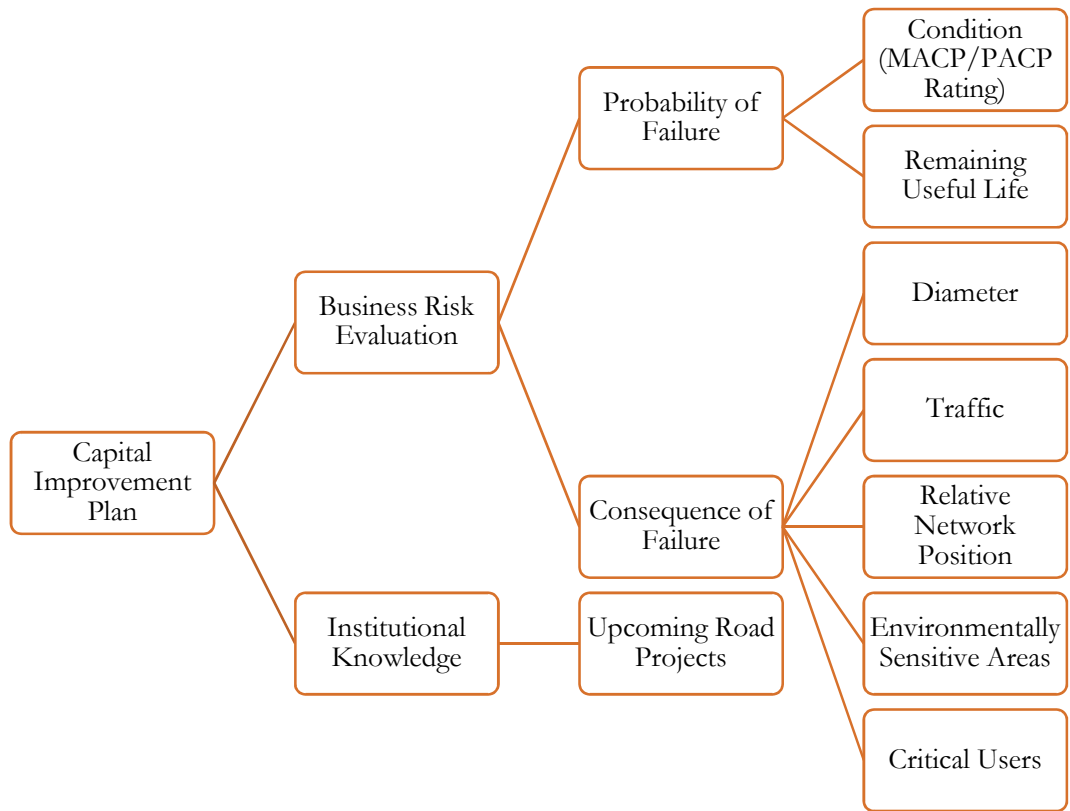 Capital
Improvement
Plan
Business Risk
Evaluation
Institutional
Knowledge
Probability of
Failure
Consequence of
Failure
Upcoming Road
Projects
Condition
(MACP/PACP
Rating)
Remaining
Useful Life
Diameter
Traffic
Relative
Network
Position
Environmentally
Sensitive Areas
Critical Users